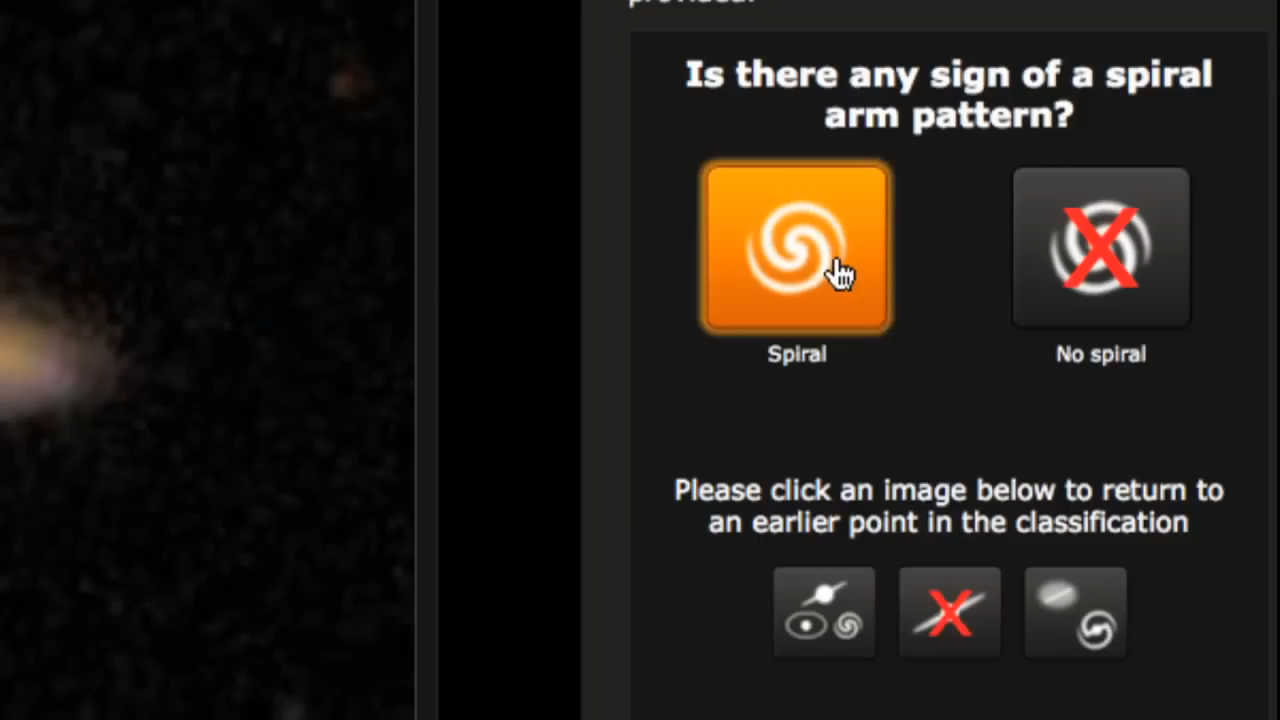 Is there any sign of a spiral
arm pattern?
Spiral
No spiral
Please click an image below to return to
an earlier point in the classification